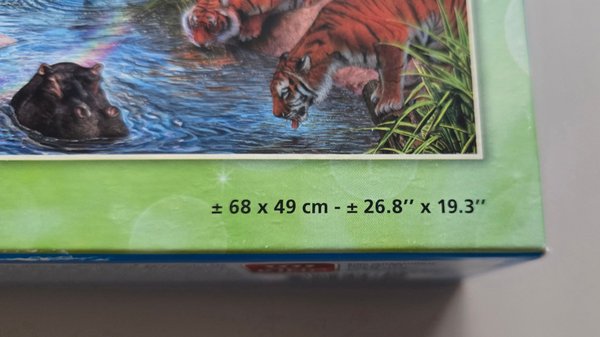 ± 68 x 49 cm - ± 26.8’’ x 19.3’’